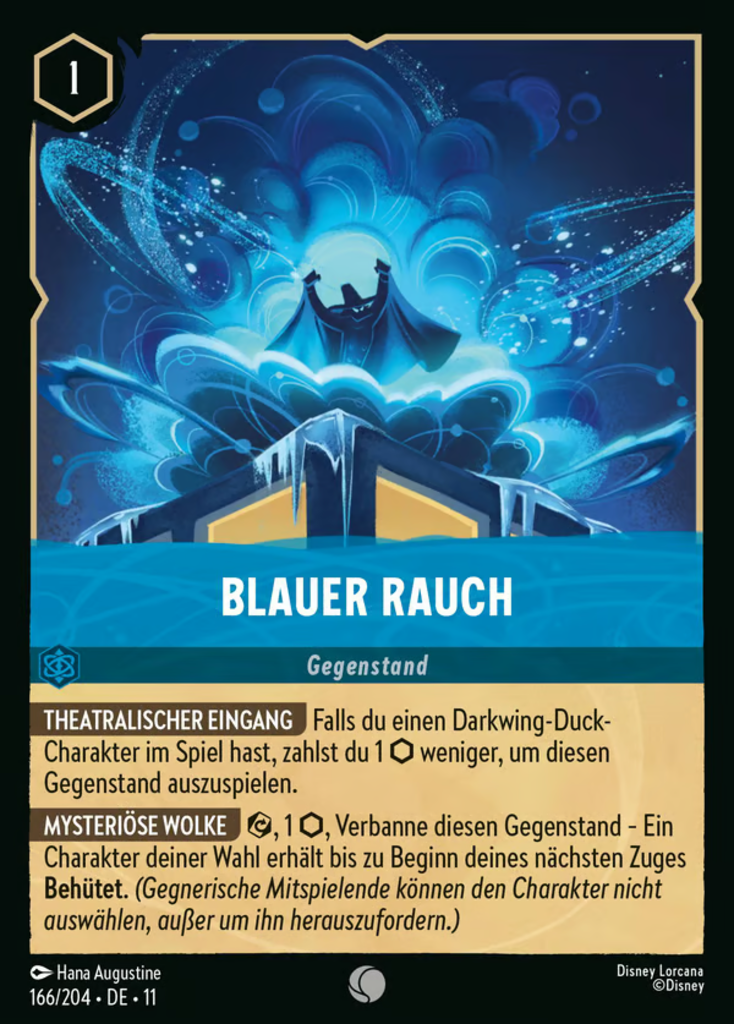 1
BLAUER RAUCH
Gegenstand
THEATRALISCHER EINGANG Falls du einen Darkwing-Duck-
Charakter im Spiel hast, zahlst du 1 ⬡ weniger, um diesen
Gegenstand auszuspielen.
MYSTERIÖSE WOLKE ⟳, 1 ⬡, Verbanne diesen Gegenstand – Ein
Charakter deiner Wahl erhält bis zu Beginn deines nächsten Zuges
Behütet. (Gegnerische Mitspielende können den Charakter nicht
auswählen, außer um ihn herauszufordern.)
Hana Augustine
166/204 • DE • 11
Disney Lorcana
©Disney